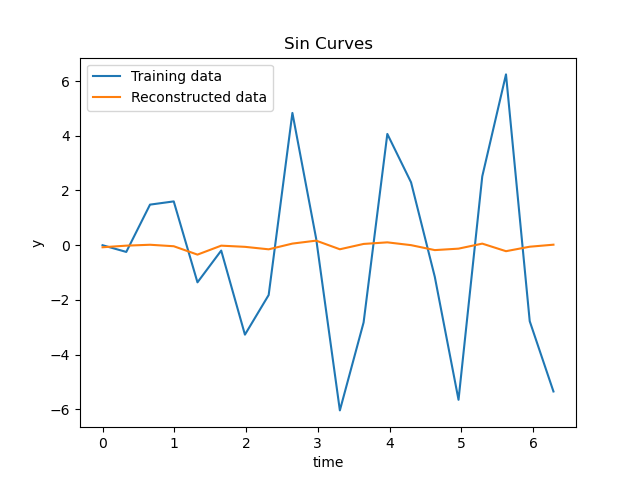 Sin Curves
Training data
Reconstructed data
y
6
4
2
0
−2
−4
−6
0 1 2 3 4 5 6
time